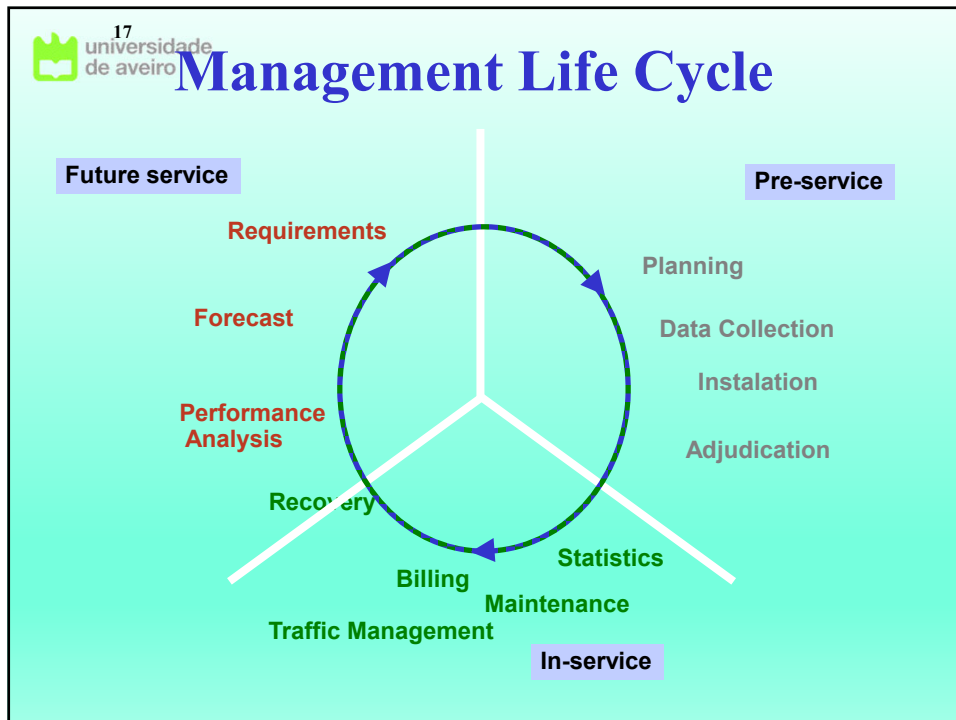 17
universidade
de aveiro
Management Life Cycle
Future service
Pre-service
Requirements
Planning
Forecast
Data Collection
Instalation
Performance
Analysis
Adjudication
Recovery
Statistics
Billing
Maintenance
Traffic Management
In-service